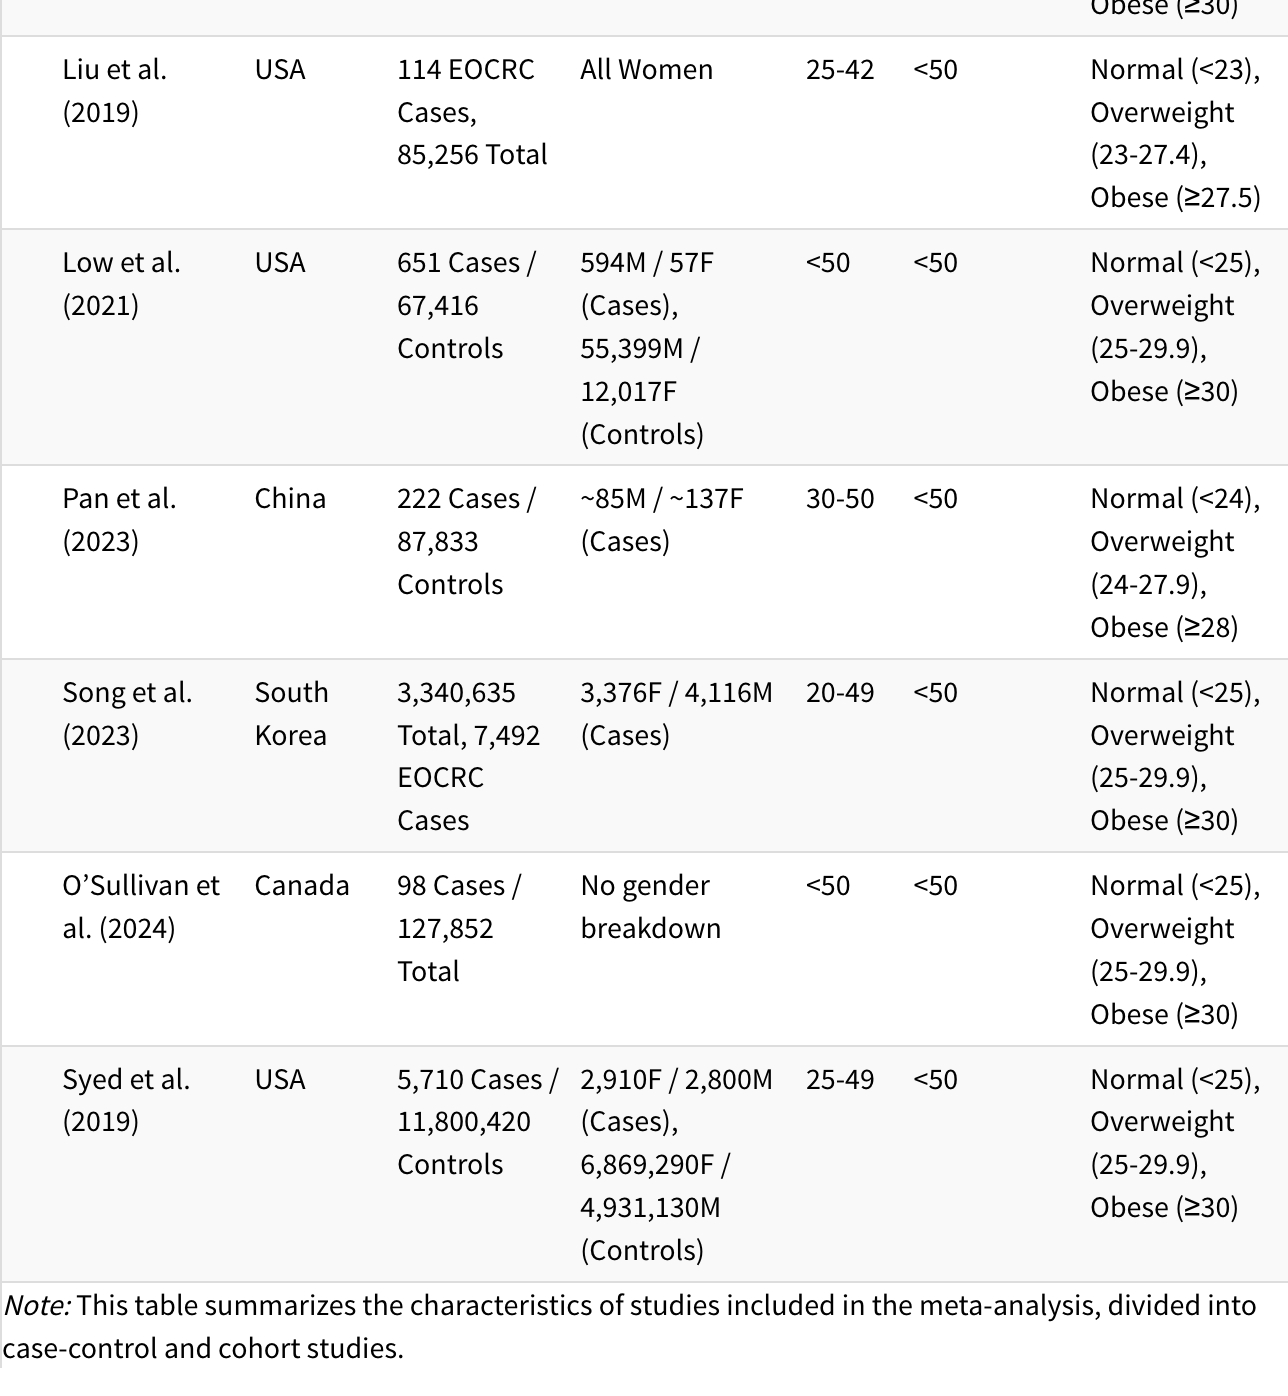 Obese (≥30)
Liu et al. USA 114 EOCRC All Women 25-42 <50 Normal (<23),
(2019) Cases, Overweight
85,256 Total (23-27.4),
Obese (≥27.5)
Low et al. USA 651 Cases / 594M / 57F <50 <50 Normal (<25),
(2021) 67,416 (Cases), Overweight
Controls 55,399M / (25-29.9),
12,017F Obese (≥30)
(Controls)
Pan et al. China 222 Cases / ~85M / ~137F 30-50 <50 Normal (<24),
(2023) 87,833 (Cases) Overweight
Controls (24-27.9),
Obese (≥28)
Song et al. South 3,340,635 3,376F / 4,116M 20-49 <50 Normal (<25),
(2023) Korea Total, 7,492 (Cases) Overweight
EOCRC (25-29.9),
Cases Obese (≥30)
O’Sullivan et Canada 98 Cases / No gender <50 <50 Normal (<25),
al. (2024) 127,852 breakdown Overweight
Total (25-29.9),
Obese (≥30)
Syed et al. USA 5,710 Cases / 2,910F / 2,800M 25-49 <50 Normal (<25),
(2019) 11,800,420 (Cases), Overweight
Controls 6,869,290F / (25-29.9),
4,931,130M Obese (≥30)
(Controls)
Note: This table summarizes the characteristics of studies included in the meta-analysis, divided into
case-control and cohort studies.